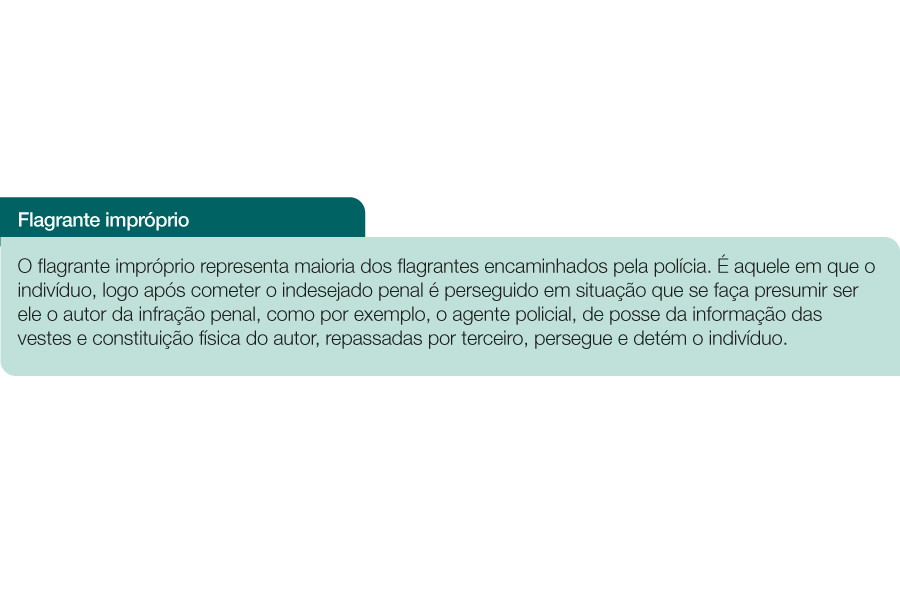 Flagrante impróprio
O flagrante impróprio representa maioria dos flagrantes encaminhados pela polícia. É aquele em que o
indivíduo, logo após cometer o indesejado penal é perseguido em situação que se faça presumir ser
ele o autor da infração penal, como por exemplo, o agente policial, de posse da informação das
vestes e constituição física do autor, repassadas por terceiro, persegue e detém o indivíduo.